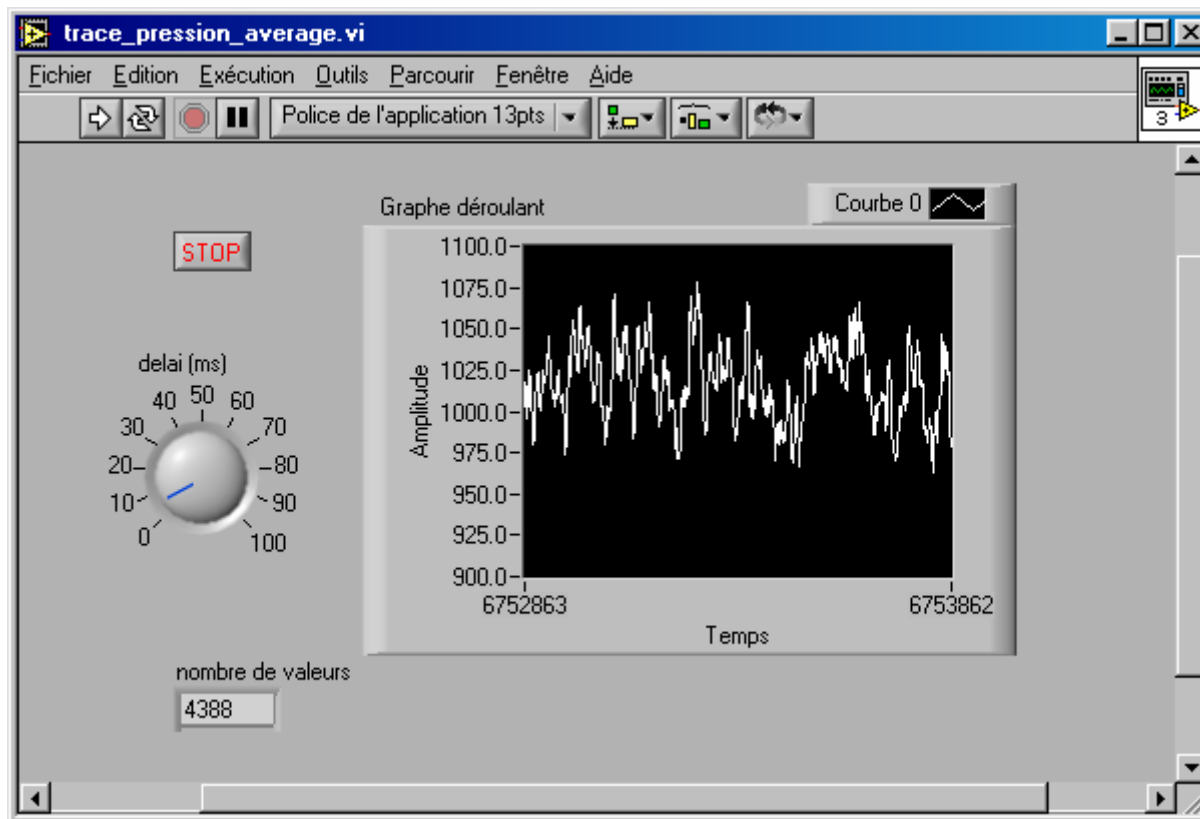 trace_pression_average.vi
Fichier Edition Exécution Outils Parcourir Fenêtre Aide
Police de l'application 13pts
3
Graphe déroulant
Courbe 0
STOP
1100.0
1075.0
1050.0
1025.0
1000.0
975.0
950.0
925.0
900.0
Amplitude
6752863
6753862
Temps
delai (ms)
0
10
20
30
40
50
60
70
80
90
100
nombre de valeurs
4388